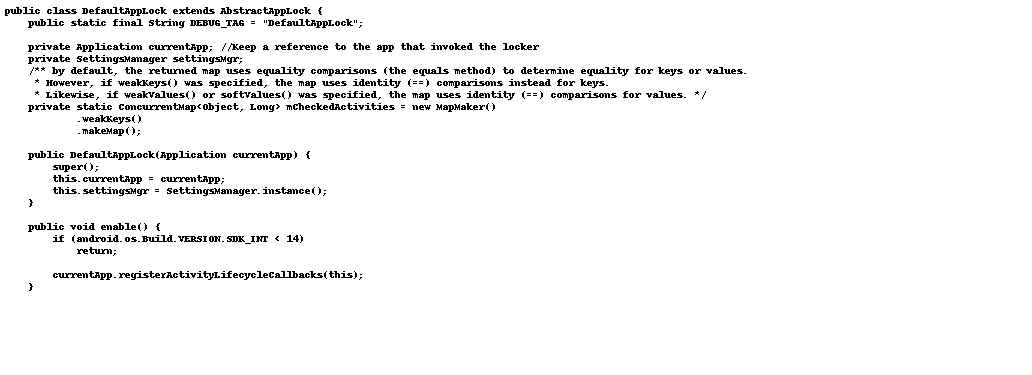 public class DefaultAppLock extends AbstractAppLock {
    public static final String DEBUG_TAG = "DefaultAppLock";

    private Application currentApp; //Keep a reference to the app that invoked the locker
    private SettingsManager settingsMgr;
    /** by default, the returned map uses equality comparisons (the equals method) to determine equality for keys or values.
     * However, if weakKeys() was specified, the map uses identity (==) comparisons instead for keys.
     * Likewise, if weakValues() or softValues() was specified, the map uses identity (==) comparisons for values. */
    private static ConcurrentMap<Object, Long> mCheckedActivities = new MapMaker()
            .weakKeys()
            .makeMap();

    public DefaultAppLock(Application currentApp) {
        super();
        this.currentApp = currentApp;
        this.settingsMgr = SettingsManager.instance();
    }

    public void enable() {
        if (android.os.Build.VERSION.SDK_INT < 14)
            return;

        currentApp.registerActivityLifecycleCallbacks(this);
    }